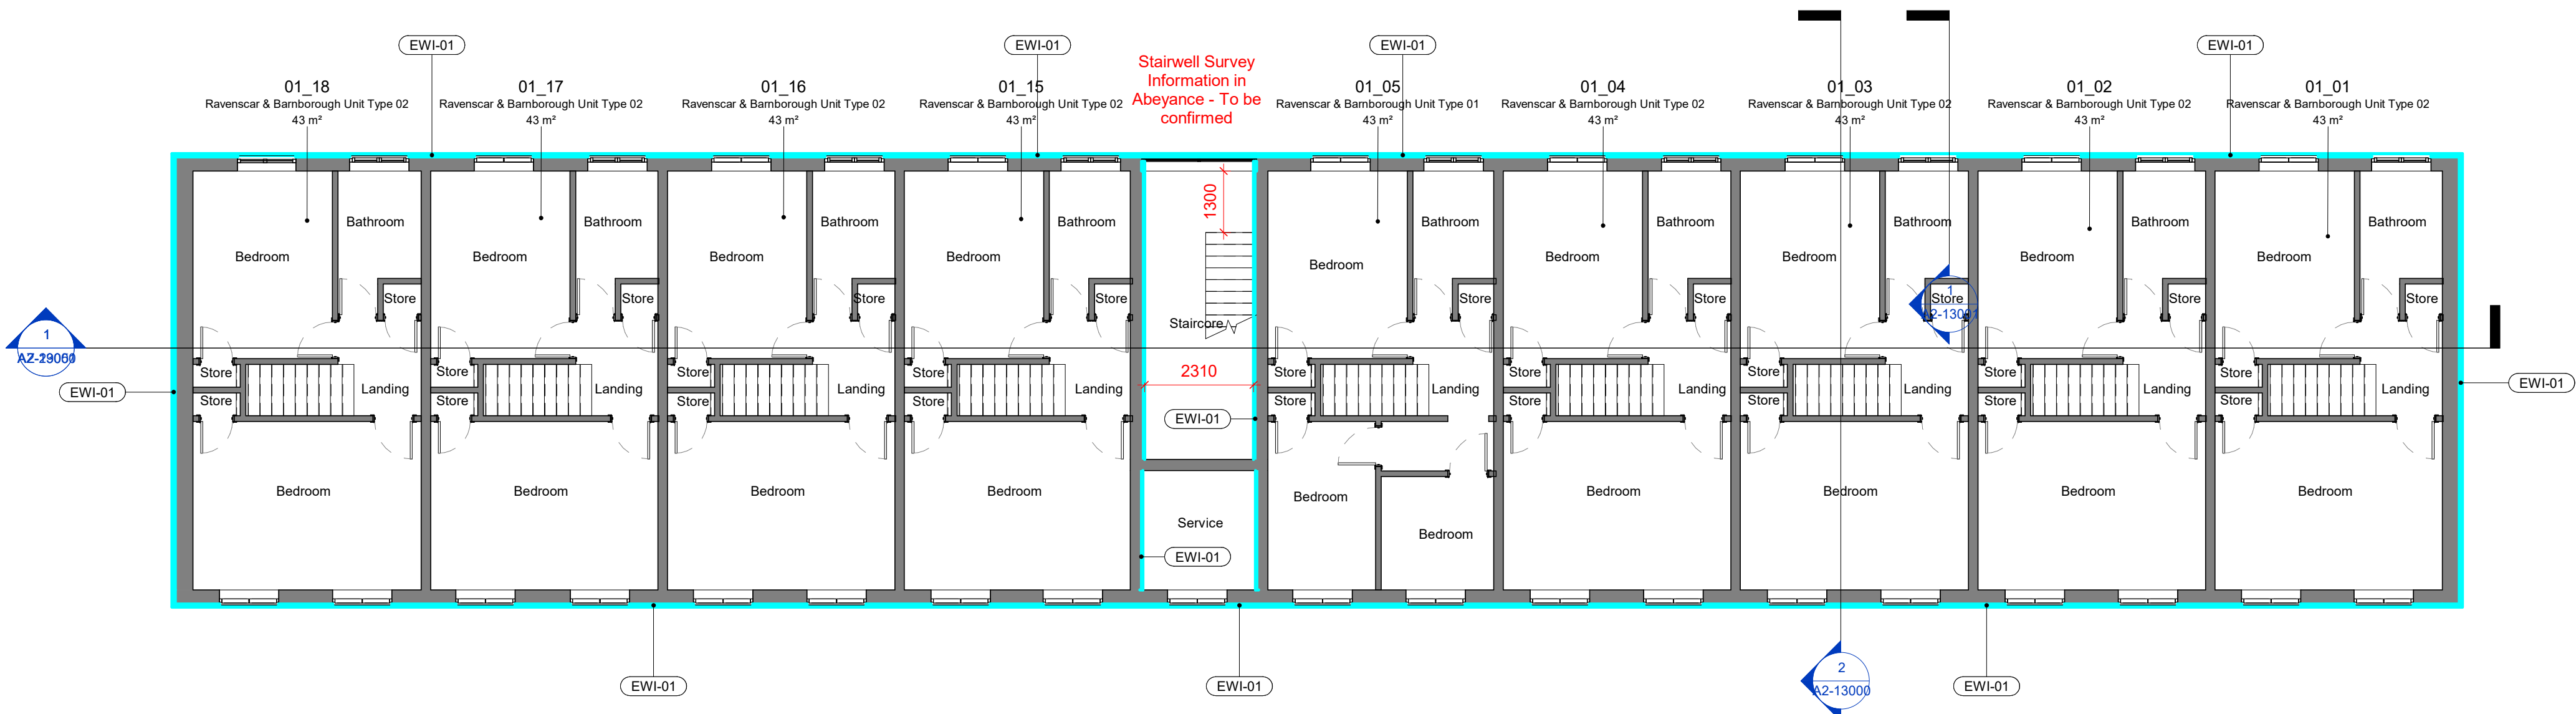 EWI-01
EWI-01
EWI-01
EWI-01
01_18
Ravenscar & Barnborough Unit Type 02
43 m²
01_17
Ravenscar & Barnborough Unit Type 02
43 m²
01_16
Ravenscar & Barnborough Unit Type 02
43 m²
01_15
Ravenscar & Barnborough Unit Type 02
43 m²
Stairwell Survey
Information in
Abeyance - To be
confirmed
01_05
Ravenscar & Barnborough Unit Type 01
43 m²
01_04
Ravenscar & Barnborough Unit Type 02
43 m²
01_03
Ravenscar & Barnborough Unit Type 02
43 m²
01_02
Ravenscar & Barnborough Unit Type 02
43 m²
01_01
Ravenscar & Barnborough Unit Type 02
43 m²
Bedroom
Bathroom
Store
Store
Store
Landing
Bedroom
Bedroom
Bathroom
Store
Store
Store
Landing
Bedroom
Bedroom
Bathroom
Store
Store
Store
Landing
Bedroom
Bedroom
Bathroom
Store
Store
Store
Landing
Bedroom
1300
Staircore
2310
EWI-01
Service
EWI-01
Bedroom
Bathroom
Store
Store
Store
Landing
Bedroom
Bedroom
Bedroom
Bathroom
Store
Store
Store
Landing
Bedroom
Bedroom
Bathroom
1
Store
A2-13001
Store
Store
Landing
Bedroom
Bedroom
Bathroom
Store
Store
Store
Landing
Bedroom
Bedroom
Bathroom
Store
Store
Store
Landing
Bedroom
1
EWI-01
EWI-01
EWI-01
EWI-01
EWI-01
2
A2-13000